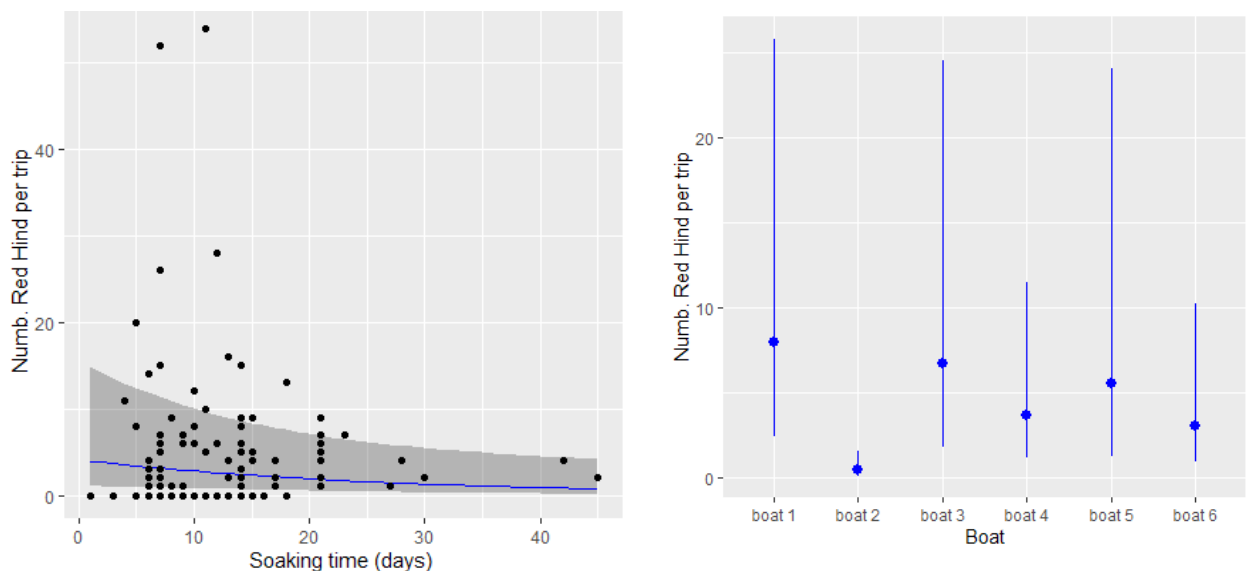 Numb. Red Hind per trip
40
20
0
0
10
20
30
40
Soaking time (days)
Numb. Red Hind per trip
20
10
0
boat 1
boat 2
boat 3
boat 4
boat 5
boat 6
Boat